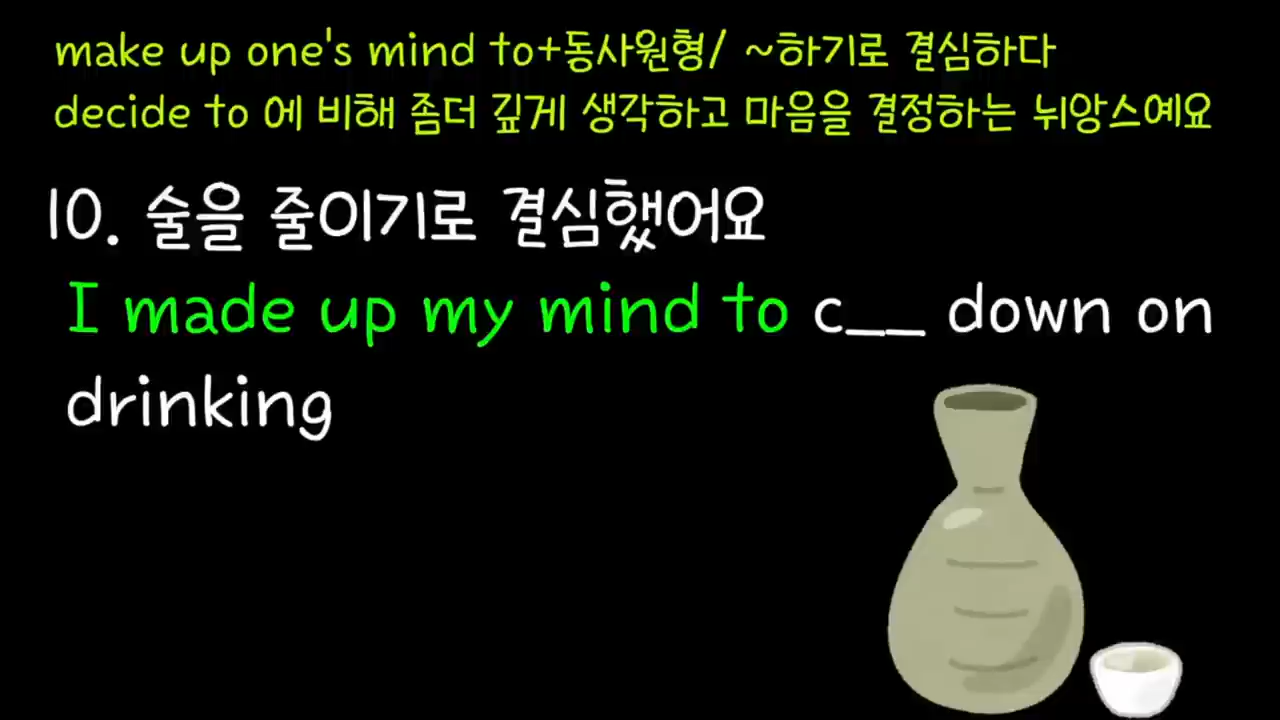 make up one's mind to+동사원형/ ~하기로 결심하다
decide to 에 비해 좀더 깊게 생각하고 마음을 결정하는 뉘앙스예요
10. 술을 줄이기로 결심했어요
I made up my mind to c__ down on
drinking